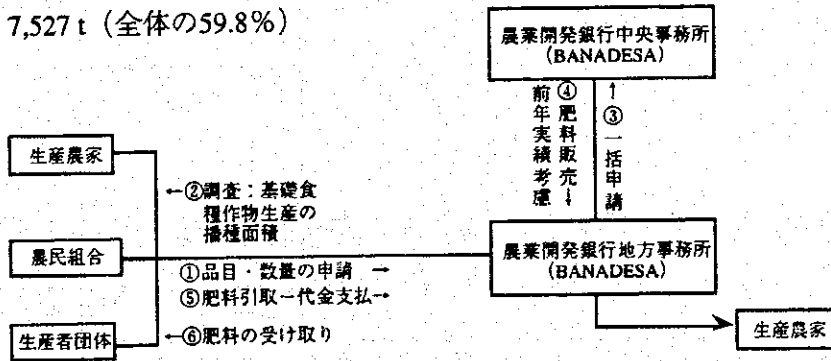 7,527 t（全体の59.8％）
農業開発銀行中央事務所
(BANADESA)
前年実績考慮
④肥料販売↓
↑③一括申請
生産農家
←②調査：基礎食
糧作物生産の
播種面積
農民組合
①品目・数量の申請 →
⑤肥料引取ー代金支払→
生産者団体
←⑥肥料の受け取り
農業開発銀行地方事務所
(BANADESA)
生産農家